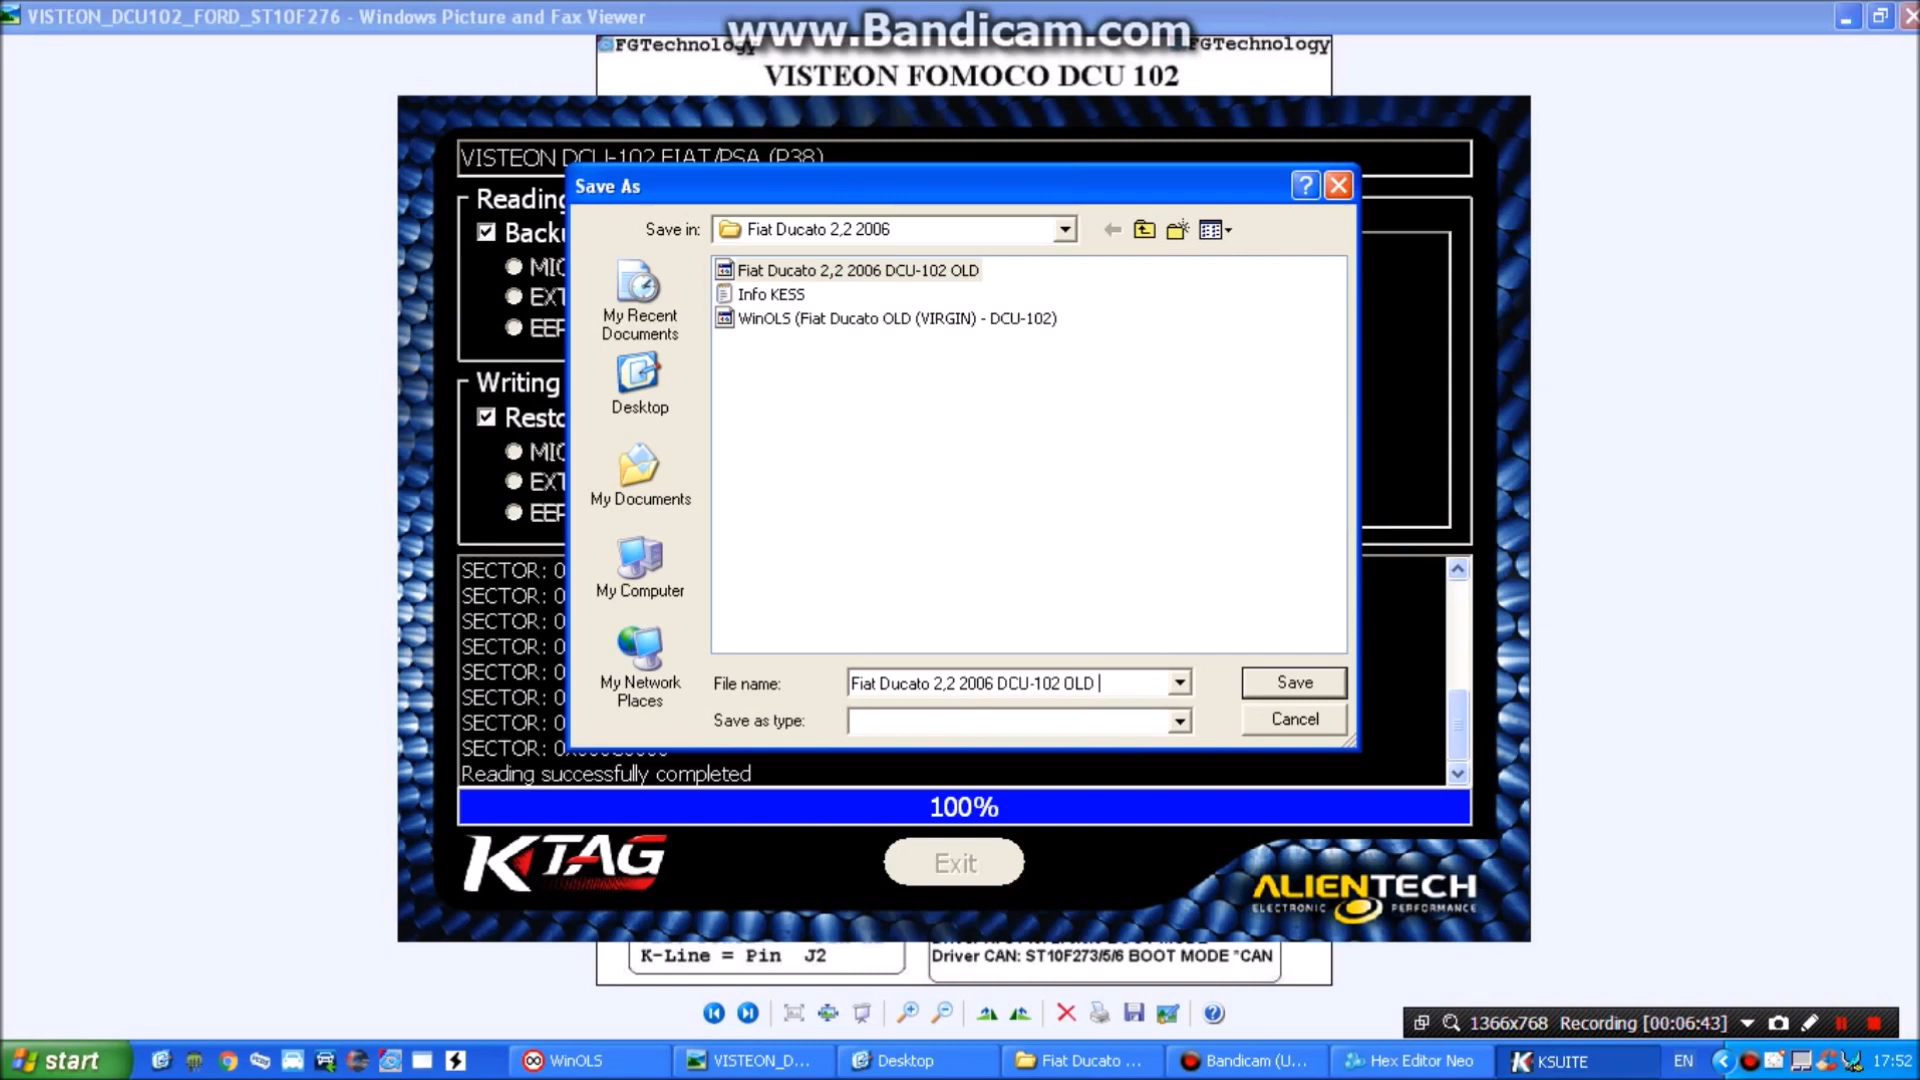 VISTEON_DCU102_FORD_ST10F276 - Windows Picture and Fax Viewer
www.Bandicam.com
FGTechnology
FGTechnology
VISTEON FOMOCO DCU 102
VISTEON DCU-102 FIAT/PSA (P38)
Reading
MIC
EXT
EEP
Writing
MIC
EXT
EEP
SECTOR: 0
SECTOR: 0
SECTOR: 0
SECTOR: 0
SECTOR: 0
SECTOR: 0
SECTOR: 0
SECTOR:
Reading successfully completed
100%
Save As
Save in: Fiat Ducato 2,2 2006
My Recent
Documents
Desktop
My Documents
My Computer
My Network
Places
Fiat Ducato 2,2 2006 DCU-102 OLD
Info KESS
WinOLS (Fiat Ducato OLD (VIRGIN) - DCU-102)
File name: Fiat Ducato 2,2 2006 DCU-102 OLD
Save
Save as type:
Cancel
KTAG
Exit
ALIENTECH
ELECTRONIC PERFORMANCE
K-Line = Pin J2
Driver CAN: ST10F273/5/6 BOOT MODE "CAN
1366x768 Recording [00:06:43]
start
WinOLS
VISTEON_D...
Desktop
Fiat Ducato ...
Bandicam (U...
Hex Editor Neo
KSUITE
EN
17:52